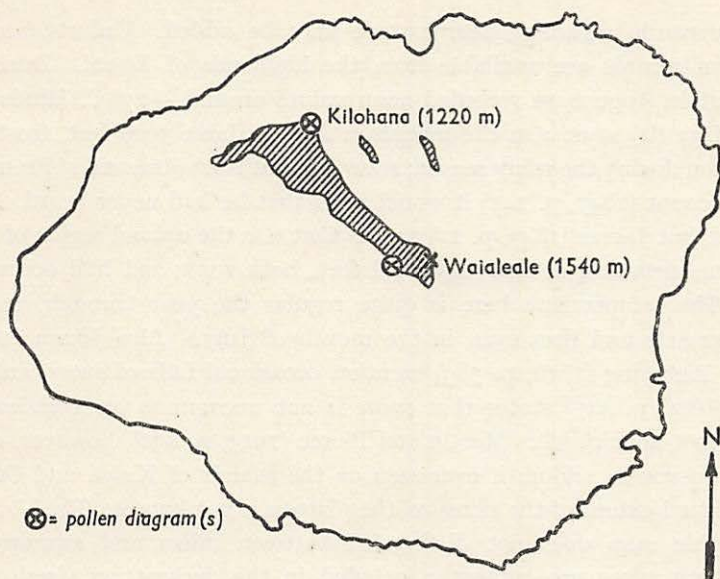 Kilohana (1220 m)
Waialeale (1540 m)
N
⊗= pollen diagram(s)